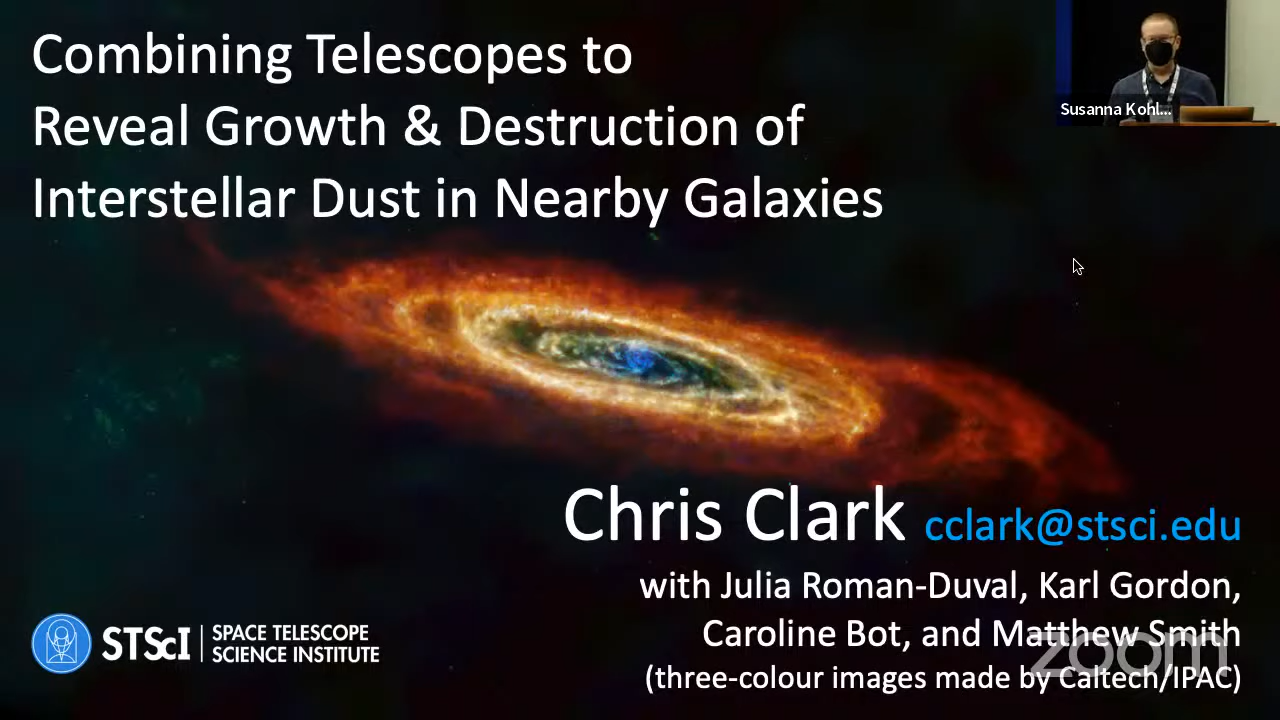 Combining Telescopes to
Reveal Growth & Destruction of
Interstellar Dust in Nearby Galaxies
Susanna Kohl...
Chris Clark cclark@stsci.edu
with Julia Roman-Duval, Karl Gordon,
Caroline Bot, and Matthew Smith
(three-colour images made by Caltech/IPAC)
zoom
STScI | SPACE TELESCOPE
SCIENCE INSTITUTE